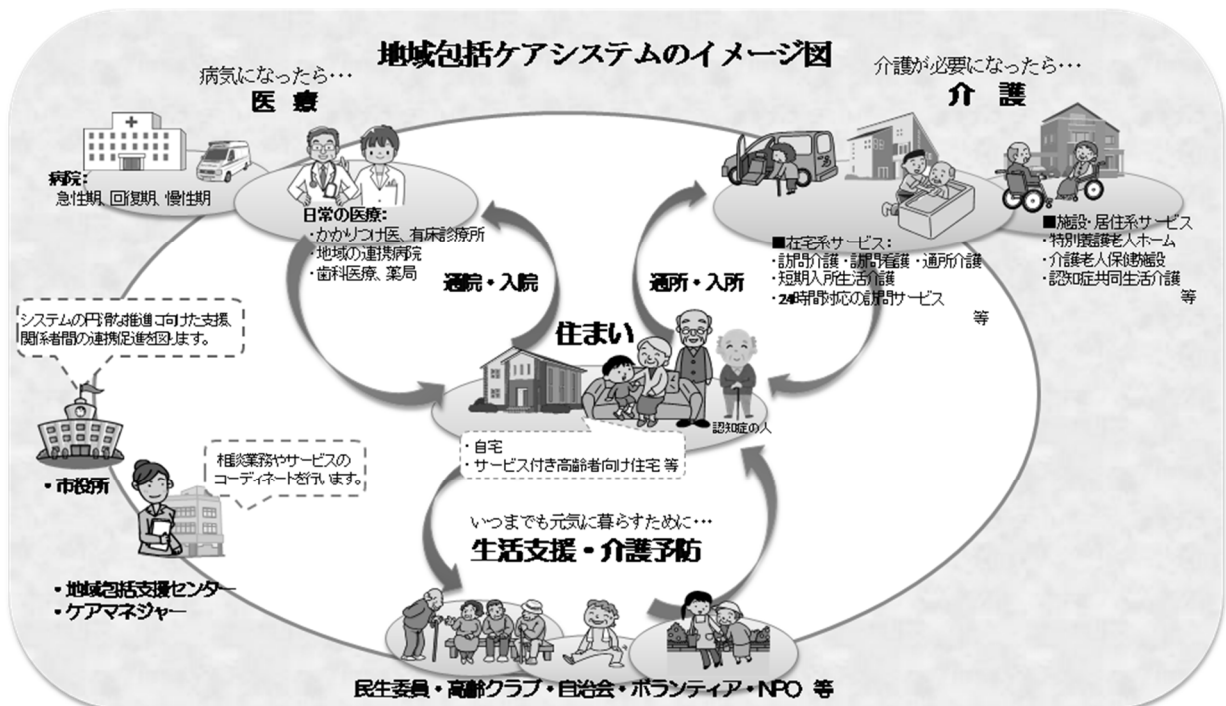 地域包括ケアシステムのイメージ図
病気になったら･･･
医 療
病院：
急性期、回復期、慢性期
日常の医療：
・かかりつけ医、有床診療所
・地域の連携病院
・歯科医療、薬局
通院・入院
介護が必要になったら･･･
介 護
■在宅系サービス：
・訪問介護・訪問看護・通所介護
・短期入所生活介護
・24時間対応の訪問サービス
等
■施設・居住系サービス
・特別養護老人ホーム
・介護老人保健施設
・認知症共同生活介護
等
通所・入所
住まい
認知症の人
・自宅
・サービス付き高齢者向け住宅 等
システムの円滑な推進に向けた支援、
関係者間の連携促進を図ります。
・市役所
相談業務やサービスの
コーディネートを行います。
・地域包括支援センター
・ケアマネジャー
いつまでも元気に暮らすために･･･
生活支援・介護予防
民生委員・高齢クラブ・自治会・ボランティア・NPO 等